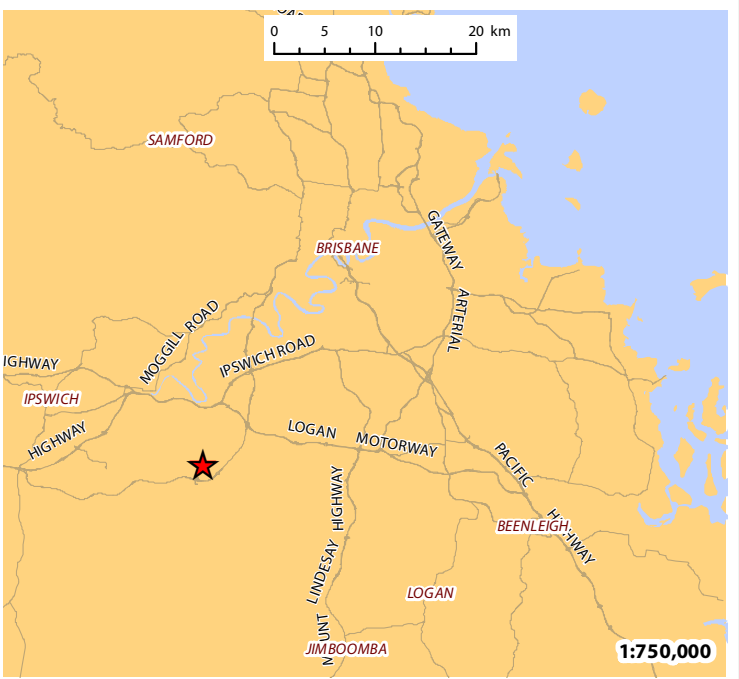 0 5 10 20 km
SAMFORD
GATEWAY
BRISBANE
ARTERIAL
MOGGILL ROAD
IPSWICH ROAD
IGHWAY
IPSWICH
HIGHWAY
LOGAN MOTORWAY
PACIFIC
HIGHWAY
BEENLEIGH
MOUNT LINDESAY HIGHWAY
LOGAN
JIMBOOMBA
1:750,000